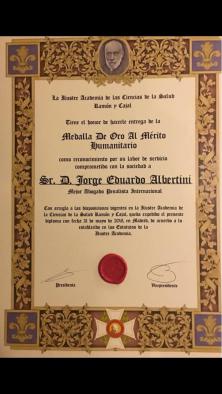 La Ilustre Academia de las Ciencias de la Salud
Ramón y Cajal
Tiene el honor de hacerle entrega de la
Medalla De Oro Al Mérito
Humanitario
como reconocimiento por su labor de servicio
comprometido con la sociedad a
Sr. D. Jorge Eduardo Albertini
Mejor Abogado Penalista Internacional
Con arreglo a las disposiciones vigentes en la Ilustre Academia de
la Ciencias de la Salud Ramón y Cajal, queda expedido el presente
diploma con fecha 21 de mayo de 2018, en Madrid, de acuerdo a lo
establecido en los Estatutos de la
Ilustre Academia.
Presidente
Vicepresidente